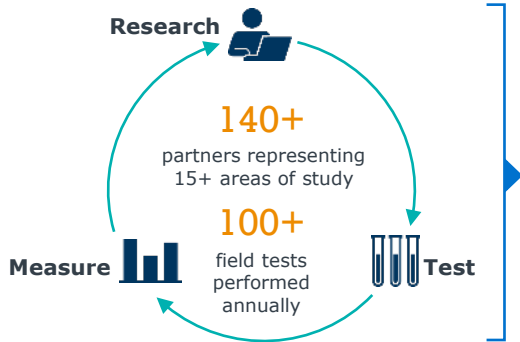 Research
140+
partners representing
15+ areas of study
100+
field tests
performed
annually
Measure
Test